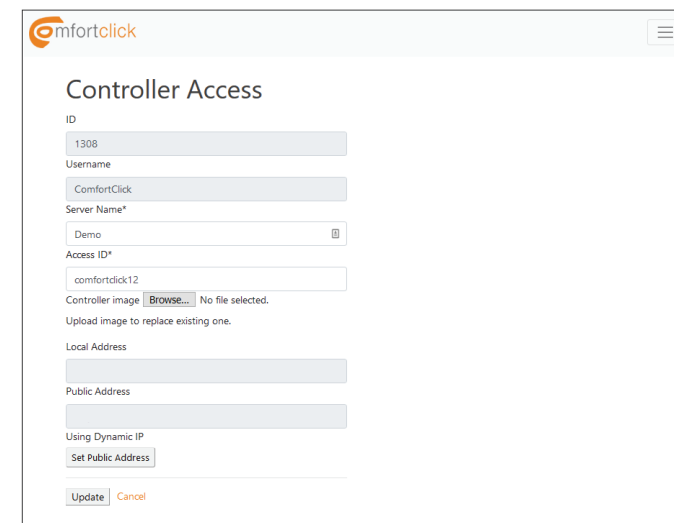 comfortclick
Controller Access
ID
1308
Username
ComfortClick
Server Name*
Demo
Access ID*
comfortclick12
Controller image Browse... No file selected.
Upload image to replace existing one.
Local Address
Public Address
Using Dynamic IP
Set Public Address
Update Cancel